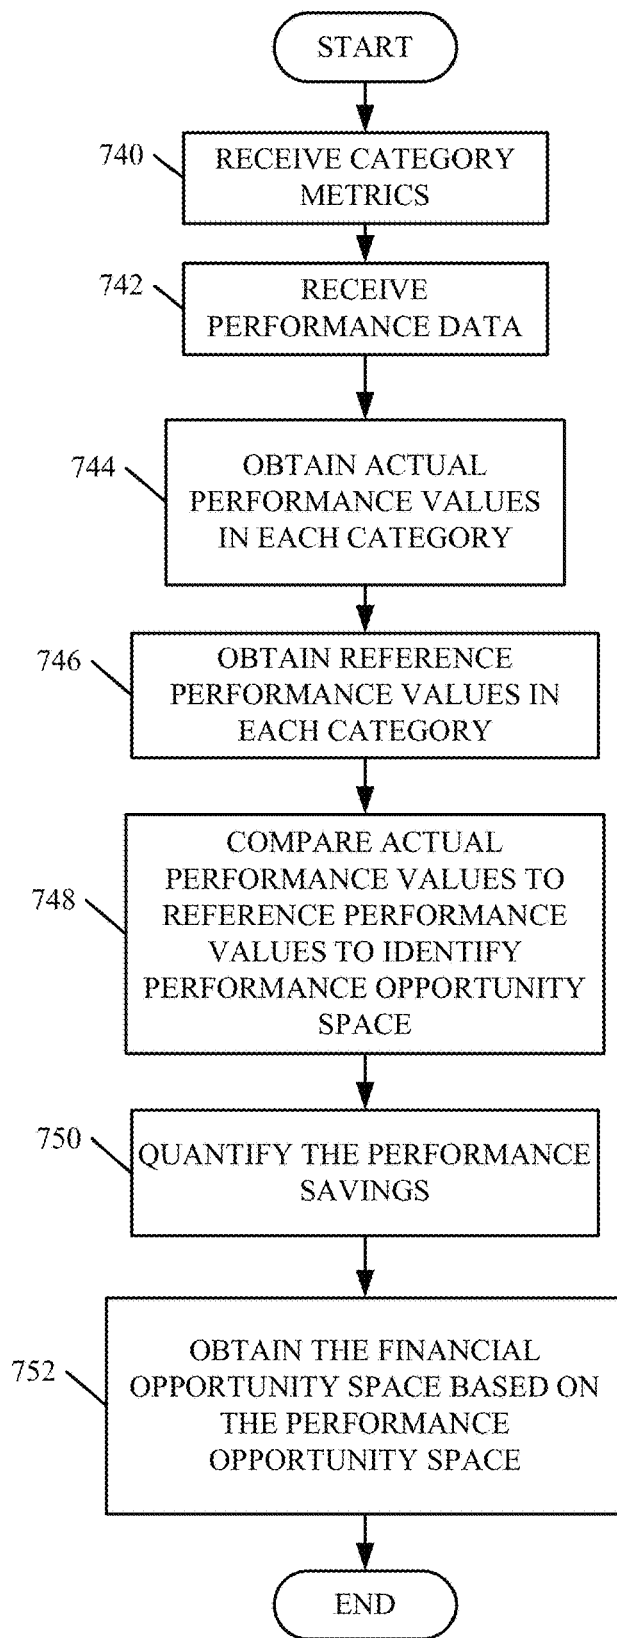 START
740
RECEIVE CATEGORY
METRICS
742
RECEIVE
PERFORMANCE DATA
744
OBTAIN ACTUAL
PERFORMANCE VALUES
IN EACH CATEGORY
746
OBTAIN REFERENCE
PERFORMANCE VALUES IN
EACH CATEGORY
748
COMPARE ACTUAL
PERFORMANCE VALUES TO
REFERENCE PERFORMANCE
VALUES TO IDENTIFY
PERFORMANCE OPPORTUNITY
SPACE
750
QUANTIFY THE PERFORMANCE
SAVINGS
752
OBTAIN THE FINANCIAL
OPPORTUNITY SPACE BASED ON
THE PERFORMANCE
OPPORTUNITY SPACE
END